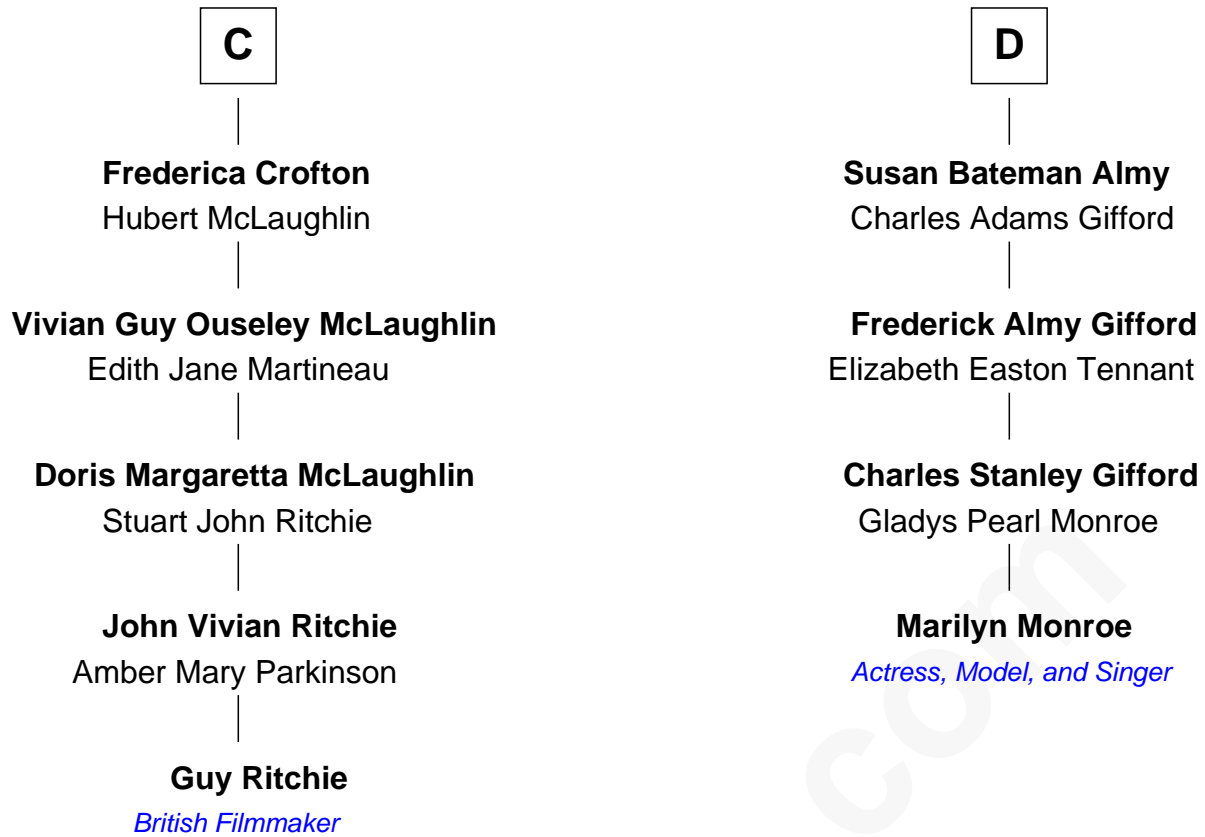 C
Frederica Crofton
Hubert McLaughlin
Vivian Guy Ouseley McLaughlin
Edith Jane Martineau
Doris Margaretta McLaughlin
Stuart John Ritchie
John Vivian Ritchie
Amber Mary Parkinson
Guy Ritchie
British Filmmaker
D
Susan Bateman Almy
Charles Adams Gifford
Frederick Almy Gifford
Elizabeth Easton Tennant
Charles Stanley Gifford
Gladys Pearl Monroe
Marilyn Monroe
Actress, Model, and Singer
com